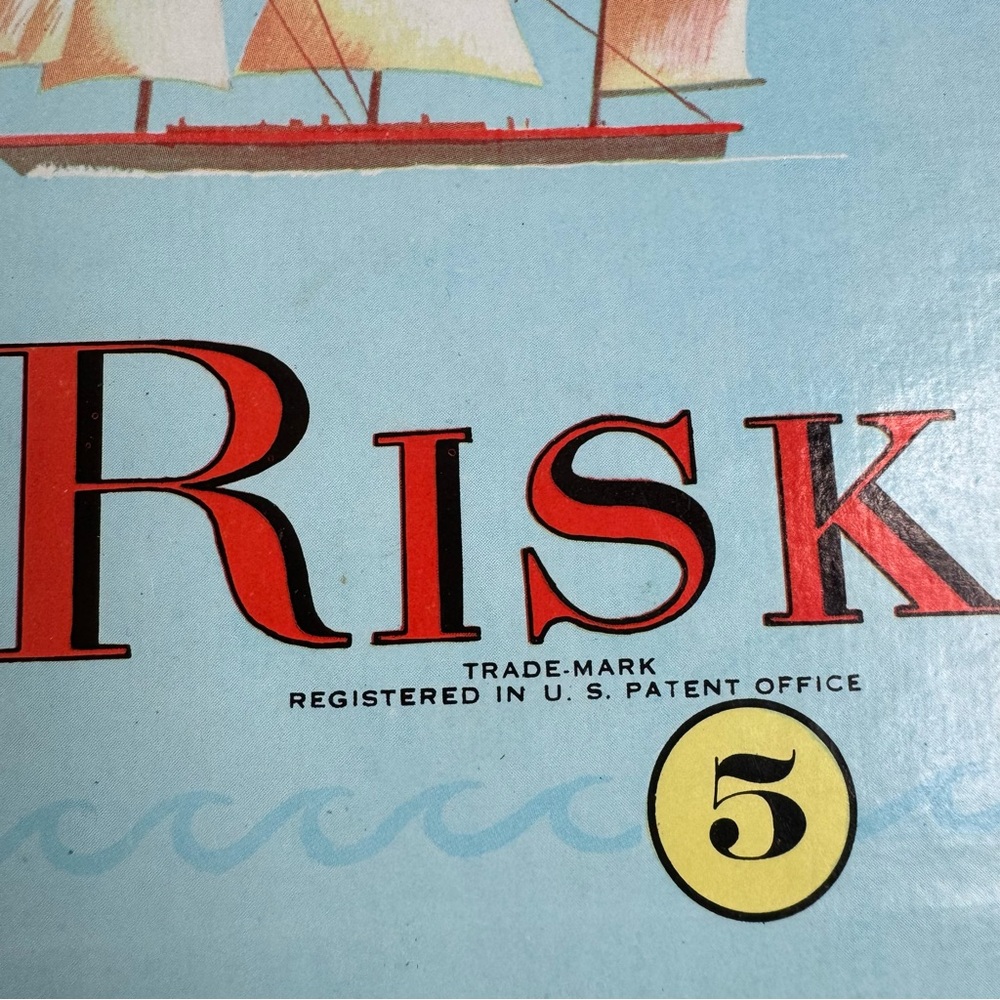 RISK
TRADE-MARK
REGISTERED IN U. S. PATENT OFFICE
5